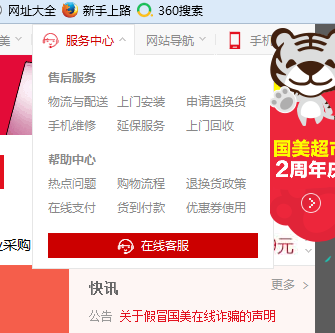 网址大全 新手上路 360搜索
美 服务中心 网站导航 手机
售后服务
物流与配送 上门安装 申请退换货
手机维修 延保服务 上门回收
帮助中心
热点问题 购物流程 退换货政策
在线支付 货到付款 优惠券使用
在线客服
国美超市
2周年庆
采购
9元
快讯 更多
公告 关于假冒国美在线诈骗的声明